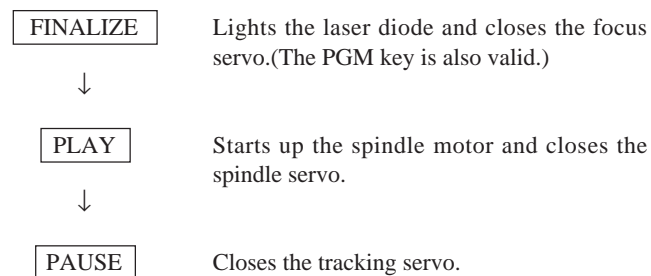 FINALIZE Lights the laser diode and closes the focus
servo.(The PGM key is also valid.)
↓
PLAY Starts up the spindle motor and closes the
spindle servo.
↓
PAUSE Closes the tracking servo.